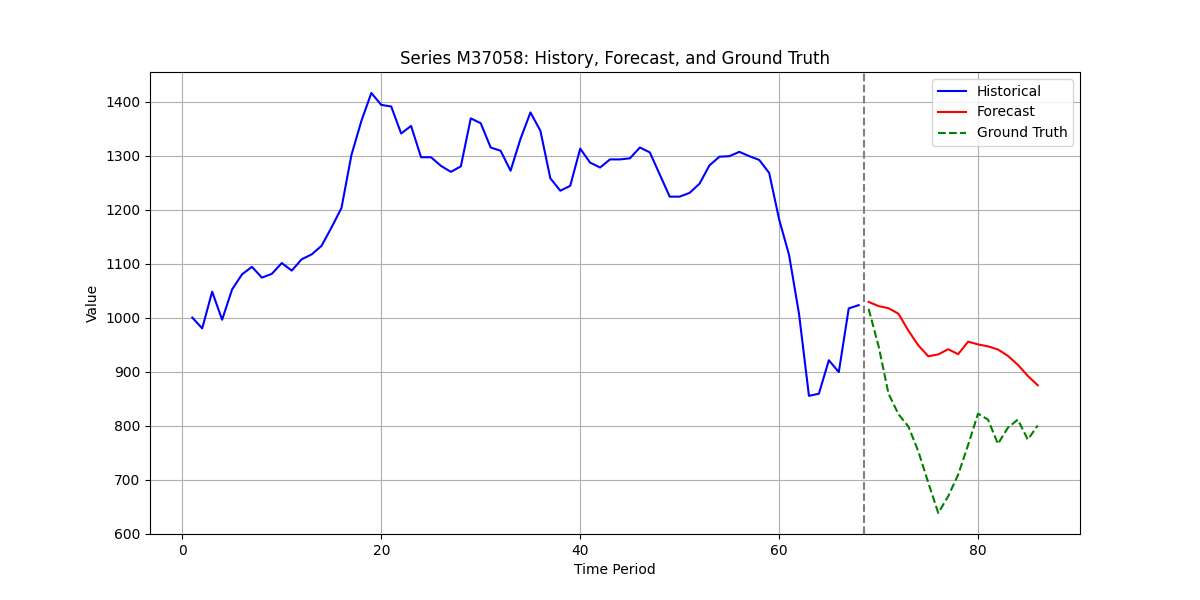 Series M37058: History, Forecast, and Ground Truth
Historical
Forecast
Ground Truth
1400
1300
1200
1100
1000
900
800
700
600
Value
0
20
40
60
80
Time Period